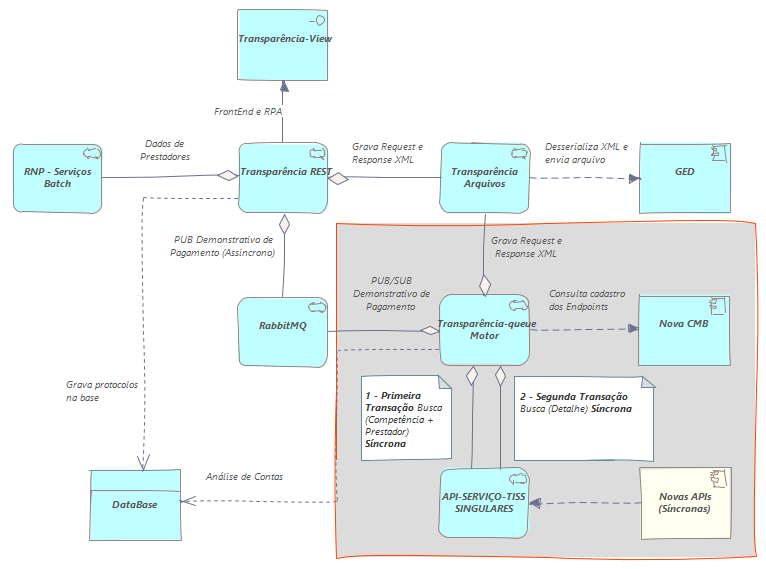 Transparência-View
FrontEnd e RPA
Dados de
Prestadores
Grava Request e
Response XML
Desserializa XML e
envia arquivo
RNP - Serviços
Batch
Transparência REST
Transparência
Arquivos
GED
PUB Demonstrativo de
Pagamento (Assincrono)
Grava Request e
Response XML
PUB/SUB
Demonstrativo de
Pagamento
Consulta cadastro
dos Endpoints
RabbitMQ
Transparência-queue
Motor
Nova CMB
Grava protocolos
na base
1 - Primeira
Transação Busca
(Competência +
Prestador)
Síncrona
2 - Segunda Transação
Busca (Detalhe) Síncrona
Análise de Contas
DataBase
API-SERVIÇO-TISS
SINGULARES
Novas APIs
(Síncronas)